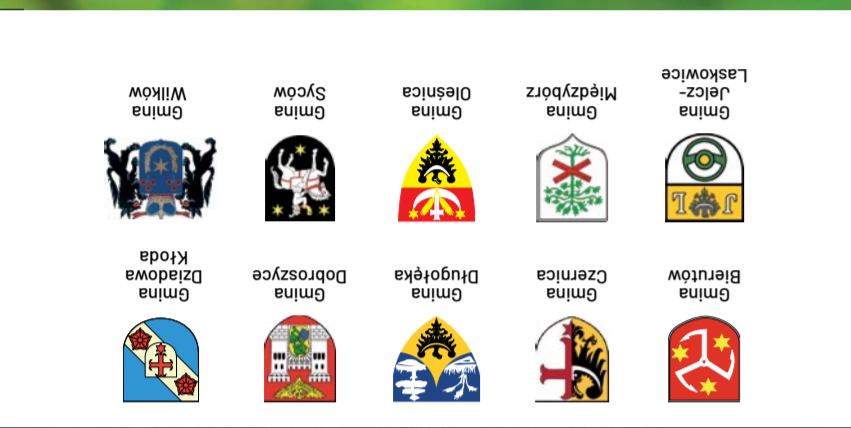 Gmina
Bierutów
Gmina
Czernica
Gmina
Długołęka
Gmina
Dobroszyce
Gmina
Dziadowa
Kłoda
J L
Gmina
Jelcz-
Laskowice
Gmina
Międzybórz
Gmina
Oleśnica
Gmina
Syców
Gmina
Wilków